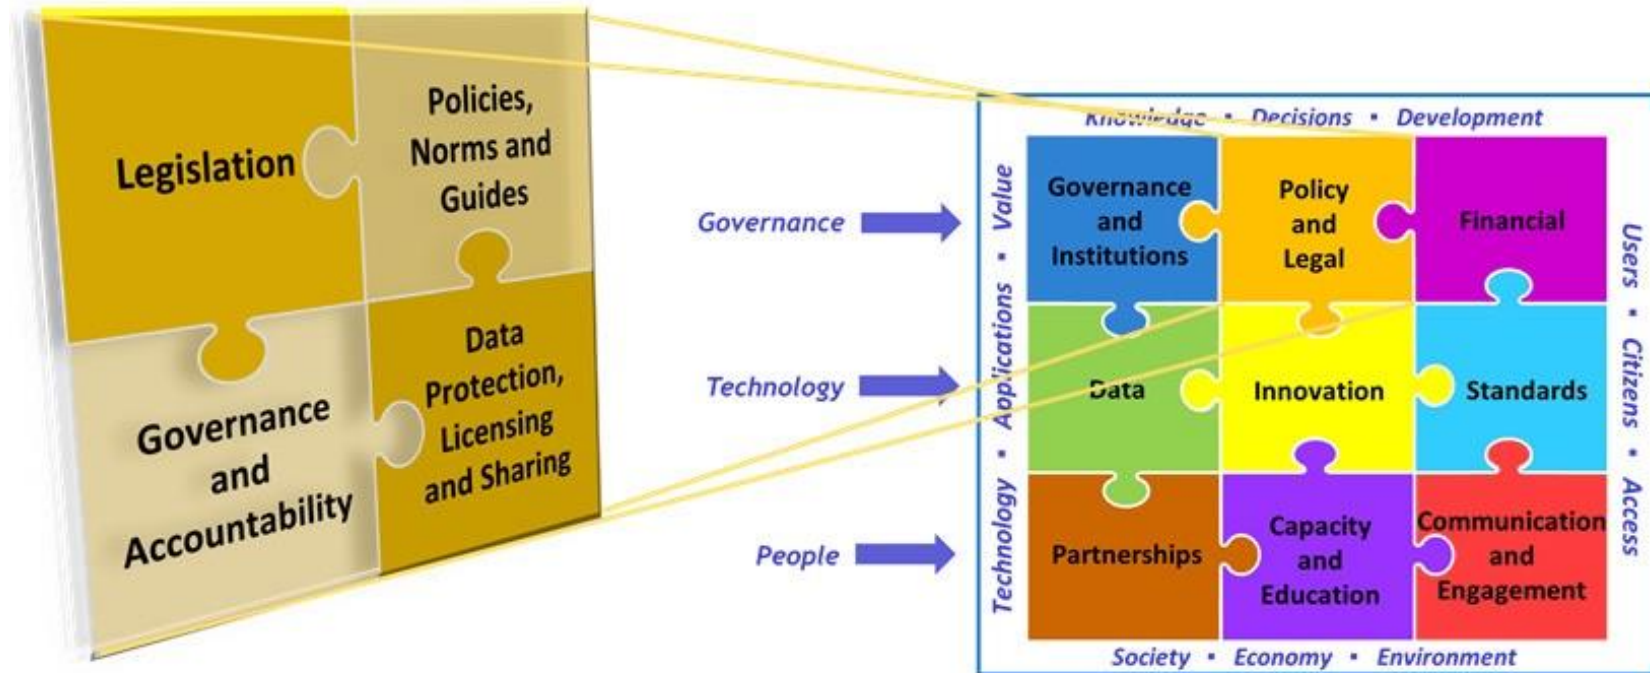 Legislation
Policies,
Norms and
Guides
Governance
and
Accountability
Data
Protection,
Licensing
and Sharing
Governance
Technology
People
Knowledge ▪ Decisions ▪ Development
Technology ▪ Applications ▪ Value
Governance
and
Institutions
Policy
and
Legal
Financial
Data
Innovation
Standards
Partnerships
Capacity
and
Education
Communication
and
Engagement
Users ▪ Citizens ▪ Access
Society ▪ Economy ▪ Environment